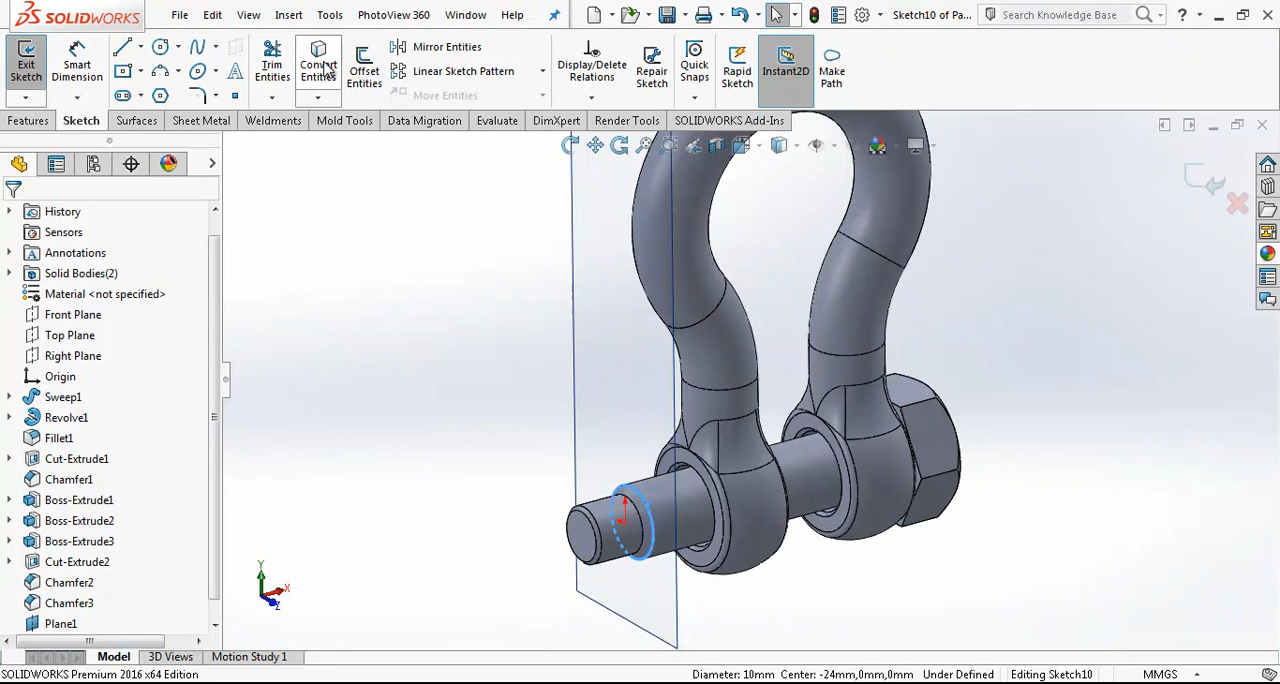 SOLIDWORKS File Edit View Insert Tools PhotoView 360 Window Help Sketch10 of Pa... Search Knowledge Base
Exit Sketch
Smart Dimension
Trim Entities
Convert Entities
Offset Entities
Mirror Entities
Linear Sketch Pattern
Move Entities
Display/Delete Relations
Repair Sketch
Quick Snaps
Rapid Sketch
Instant2D
Make Path
Features Sketch Surfaces Sheet Metal Weldments Mold Tools Data Migration Evaluate DimXpert Render Tools SOLIDWORKS Add-Ins
History
Sensors
Annotations
Solid Bodies(2)
Material <not specified>
Front Plane
Top Plane
Right Plane
Origin
Sweep1
Revolve1
Fillet1
Cut-Extrude1
Chamfer1
Boss-Extrude1
Boss-Extrude2
Boss-Extrude3
Cut-Extrude2
Chamfer2
Chamfer3
Plane1
Y
X
Z
Model 3D Views Motion Study 1
SOLIDWORKS Premium 2016 x64 Edition Diameter: 10mm Center: -24mm,0mm,0mm Under Defined Editing Sketch10 MMGS